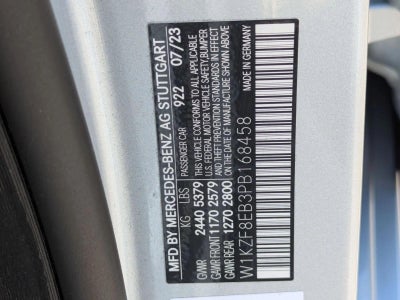 MFD BY MERCEDES-BENZ AG STUTTGART
PASSENGER CAR 922 07/23
KG LBS
GVWR 2440 5379
GAWR FRONT 1170 2579
GAWR REAR 1270 2800
THIS VEHICLE CONFORMS TO ALL
U.S. FEDERAL MOTOR VEHICLE SAFETY, BUMPER
AND THEFT PREVENTION STANDARDS IN EFFECT
ON THE DATE OF MANUFACTURE SHOWN ABOVE
W1KZF8EB3PB168458
MADE IN GERMANY